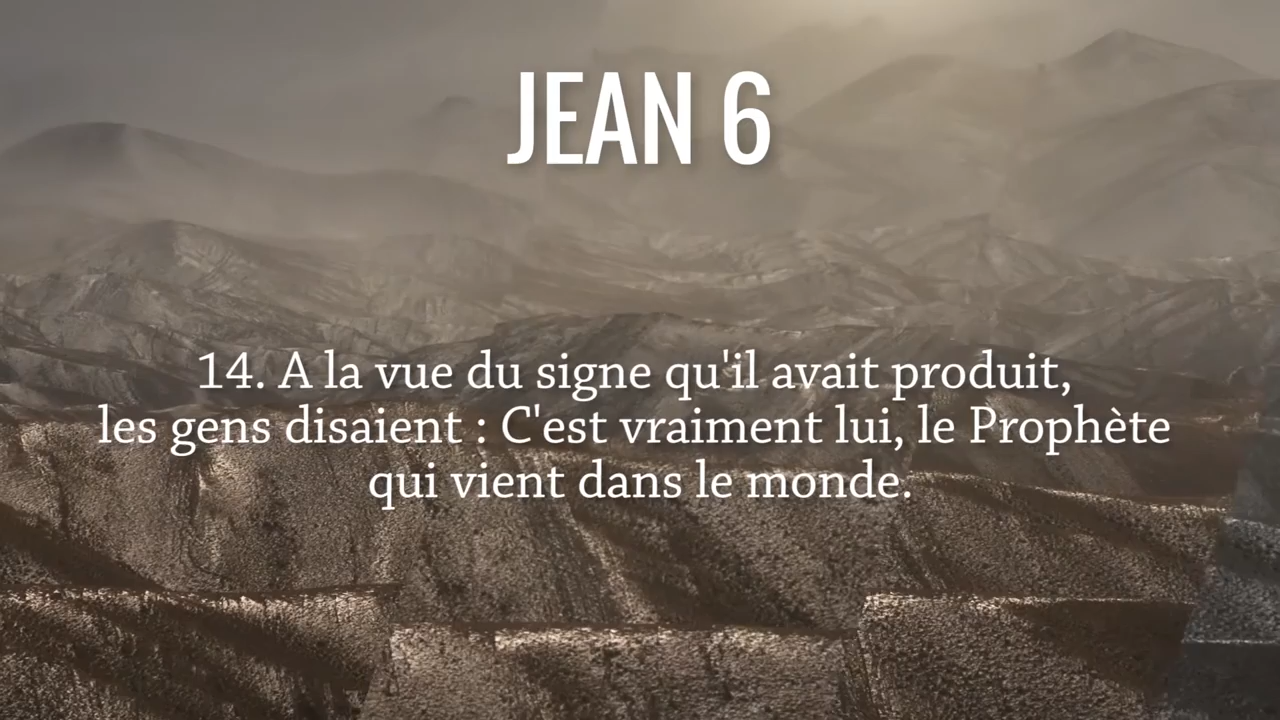 JEAN 6
14. A la vue du signe qu'il avait produit,
les gens disaient : C'est vraiment lui, le Prophète
qui vient dans le monde.